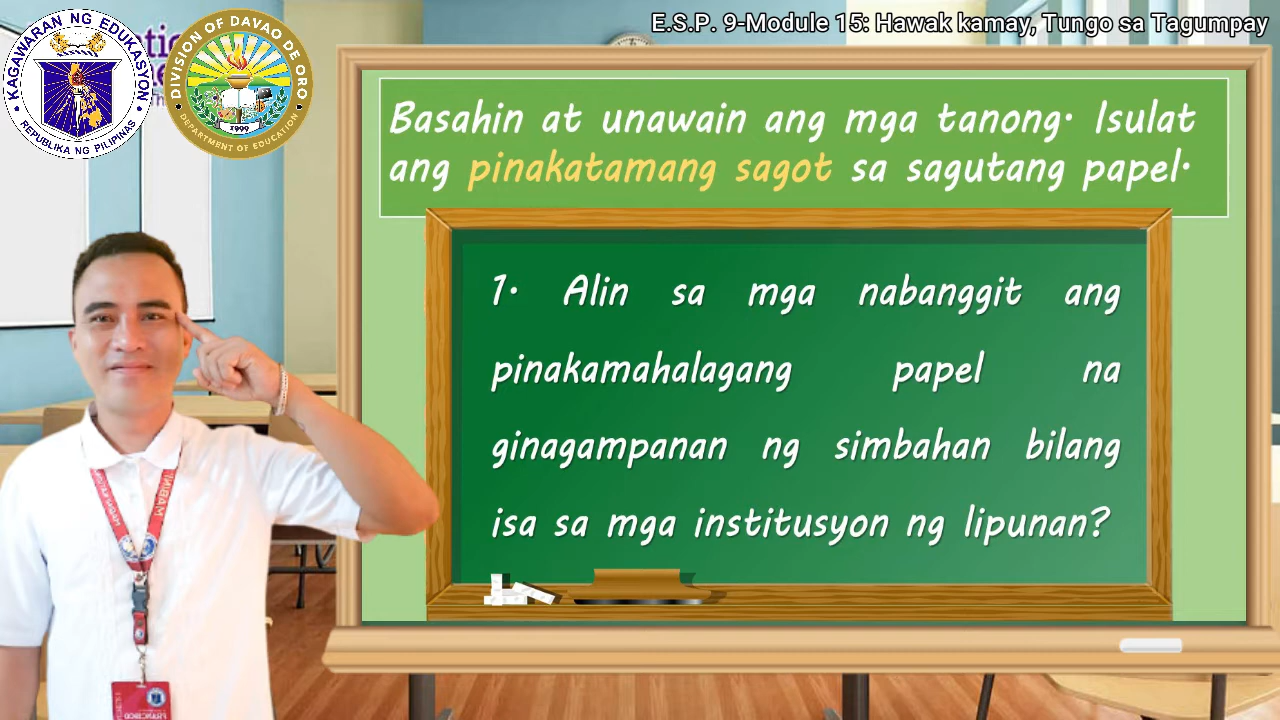 E.S.P. 9-Module 15: Hawak kamay, Tungo sa Tagumpay
KAGAWARAN NG EDUKASYON
REPUBLIKA NG PILIPINAS
DIVISION OF DAVAO DE ORO
1999
DEPARTMENT OF EDUCATION
Basahin at unawain ang mga tanong. Isulat
ang pinakatamang sagot sa sagutang papel.
1. Alin sa mga nabanggit ang
pinakamahalagang papel na
ginagampanan ng simbahan bilang
isa sa mga institusyon ng lipunan?